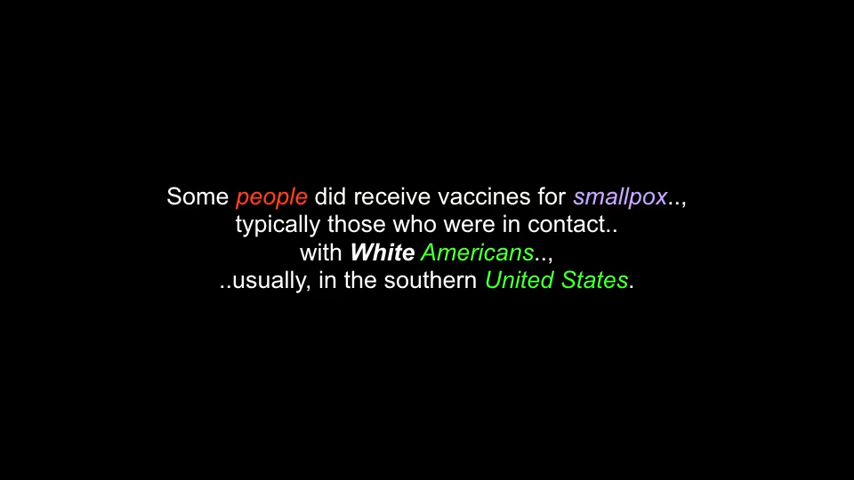 Some people did receive vaccines for smallpox..,
typically those who were in contact..
with White Americans..,
..usually, in the southern United States.